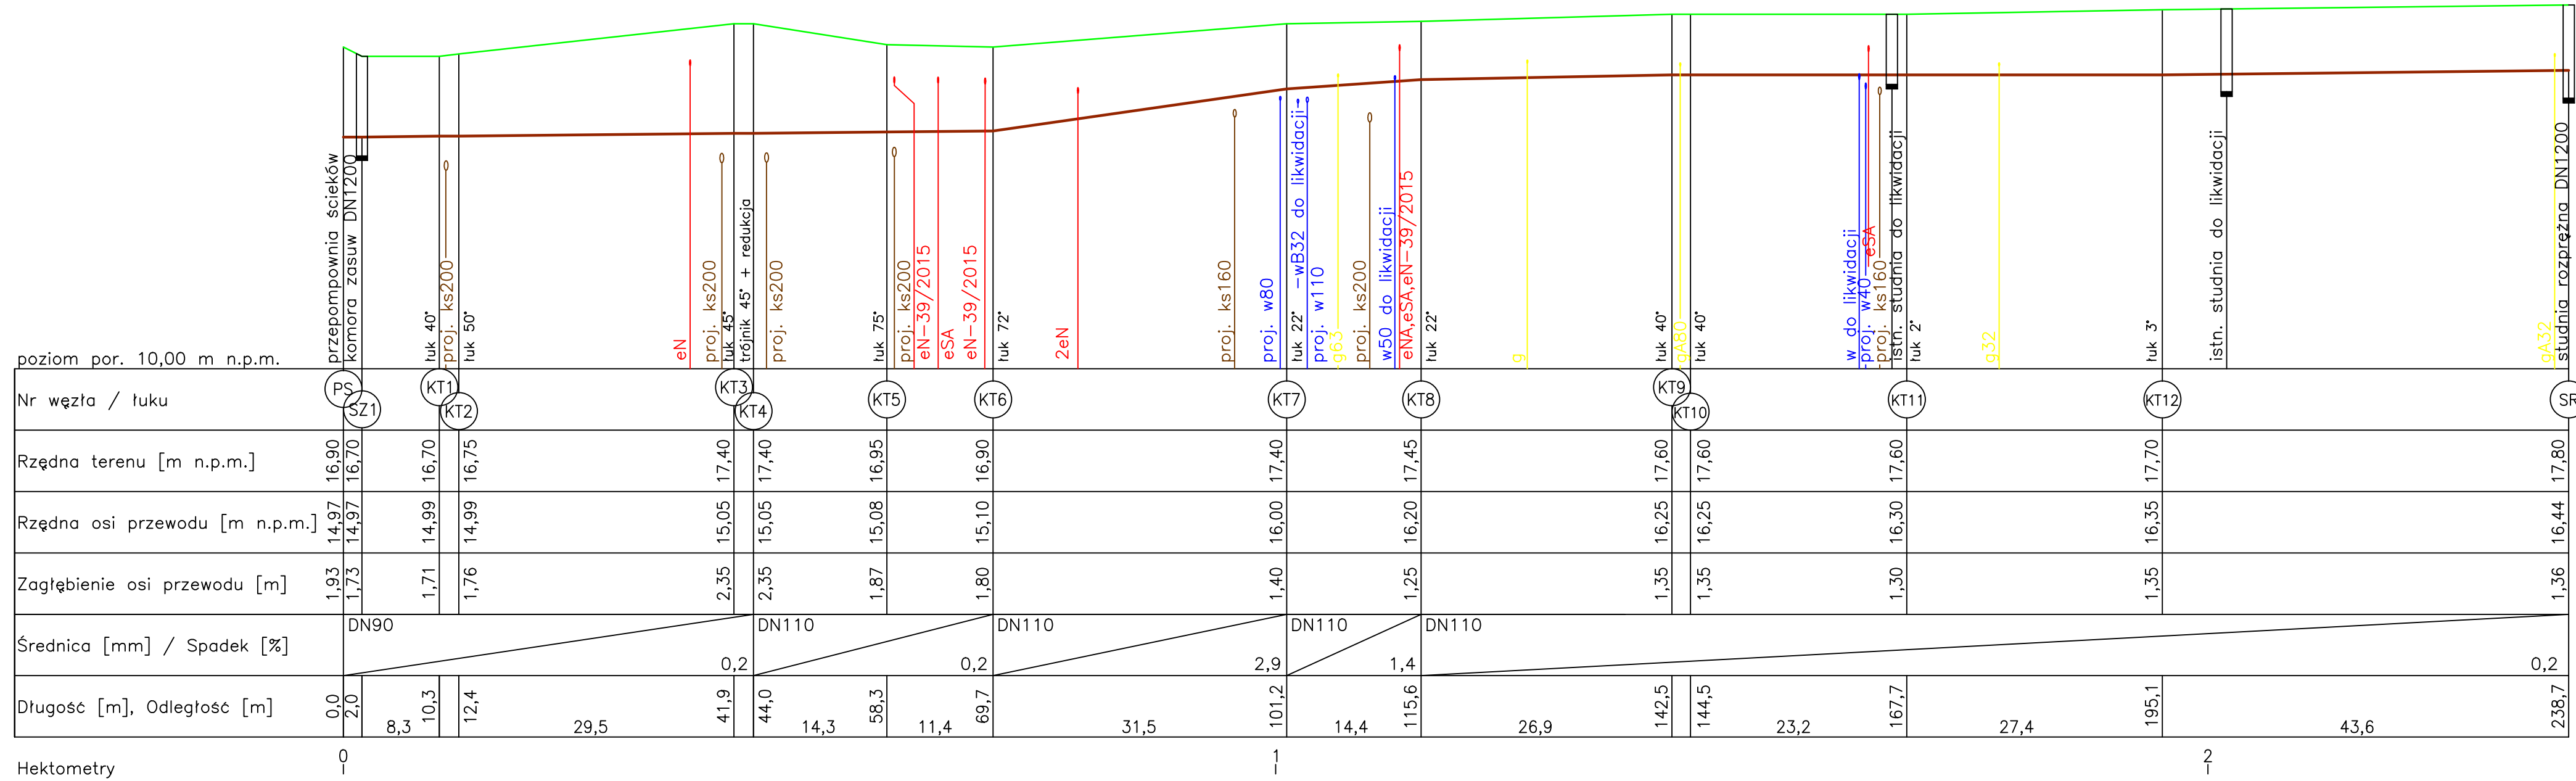 przepompownia ścieków
komora zasuw DN1200
łuk 40°
proj. ks200
łuk 50°
eN
proj. ks200
łuk 45°
trójnik 45° + redukcja
proj. ks200
łuk 75°
proj. ks200
eN-39/2015
eSA
eN-39/2015
łuk 72°
2eN
proj. ks160
proj. w80
łuk 22°
-wB32 do likwidacji-
proj. w110
g63
proj. ks200
w50 do likwidacji
eNA,eSA,eN-39/2015
łuk 22°
g
łuk 40°
gA80
łuk 40°
w do likwidacji
-proj. w40-
eSA
-proj. ks160
istn. studnia do likwidacji
łuk 2°
g32
łuk 3°
istn. studnia do likwidacji
gA32
studnia rozprężna DN1200
poziom por. 10,00 m n.p.m.
Nr węzła / łuku
PS SZ1 KT1 KT2 KT3 KT4 KT5 KT6 KT7 KT8 KT9 KT10 KT11 KT12 SR
Rzędna terenu [m n.p.m.]
16,90 16,70 16,70 16,75 17,40 17,40 16,95 16,90 17,40 17,45 17,60 17,60 17,60 17,70 17,80
Rzędna osi przewodu [m n.p.m.]
14,97 14,97 14,99 14,99 15,05 15,05 15,08 15,10 16,00 16,20 16,25 16,25 16,30 16,35 16,44
Zagłębienie osi przewodu [m]
1,93 1,73 1,71 1,76 2,35 2,35 1,87 1,80 1,40 1,25 1,35 1,35 1,30 1,35 1,36
Średnica [mm] / Spadek [%]
DN90 DN110 DN110 DN110 DN110
0,2 0,2 2,9 1,4 0,2
Długość [m], Odległość [m]
0,0 2,0 10,3 12,4 41,9 44,0 58,3 69,7 101,2 115,6 142,5 144,5 167,7 195,1 238,7
8,3 29,5 14,3 11,4 31,5 14,4 26,9 23,2 27,4 43,6
Hektometry
0 1 2